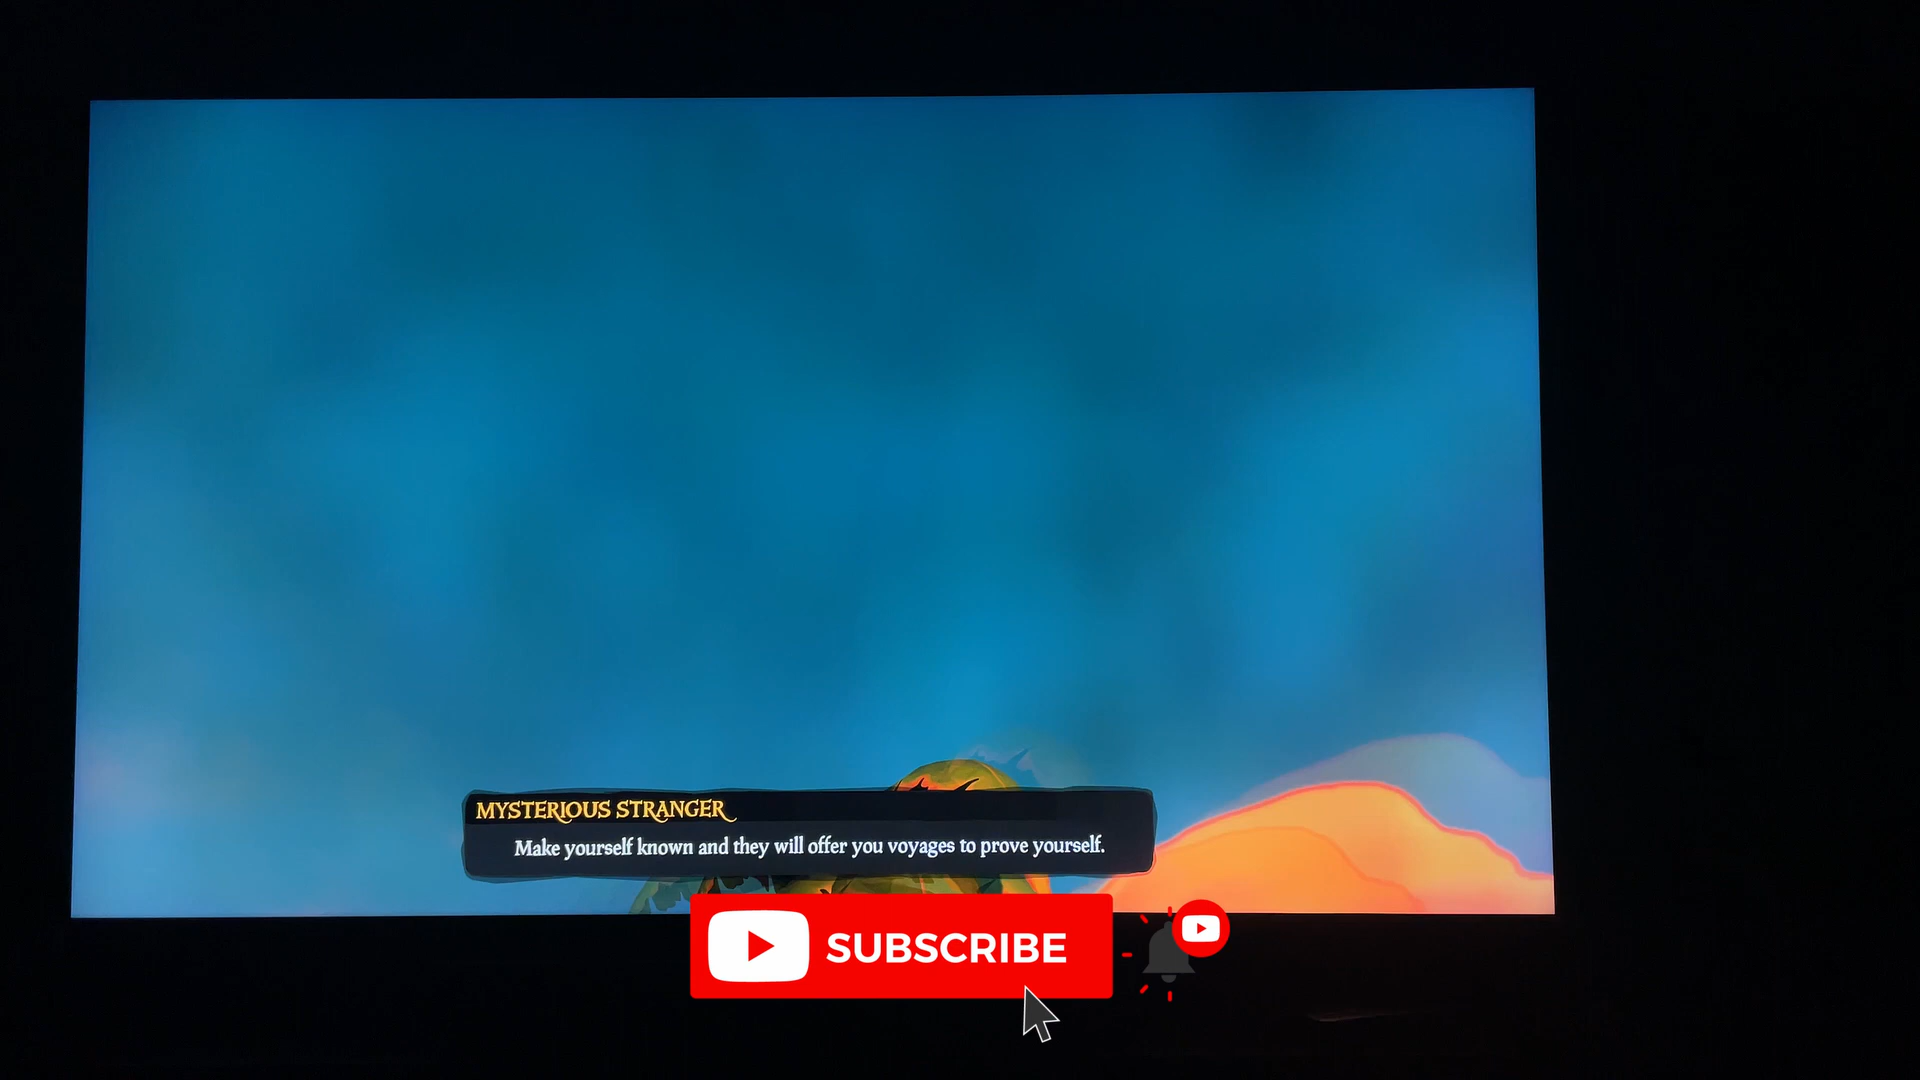 MYSTERIOUS STRANGER
Make yourself known and they will offer you voyages to prove yourself.
SUBSCRIBE